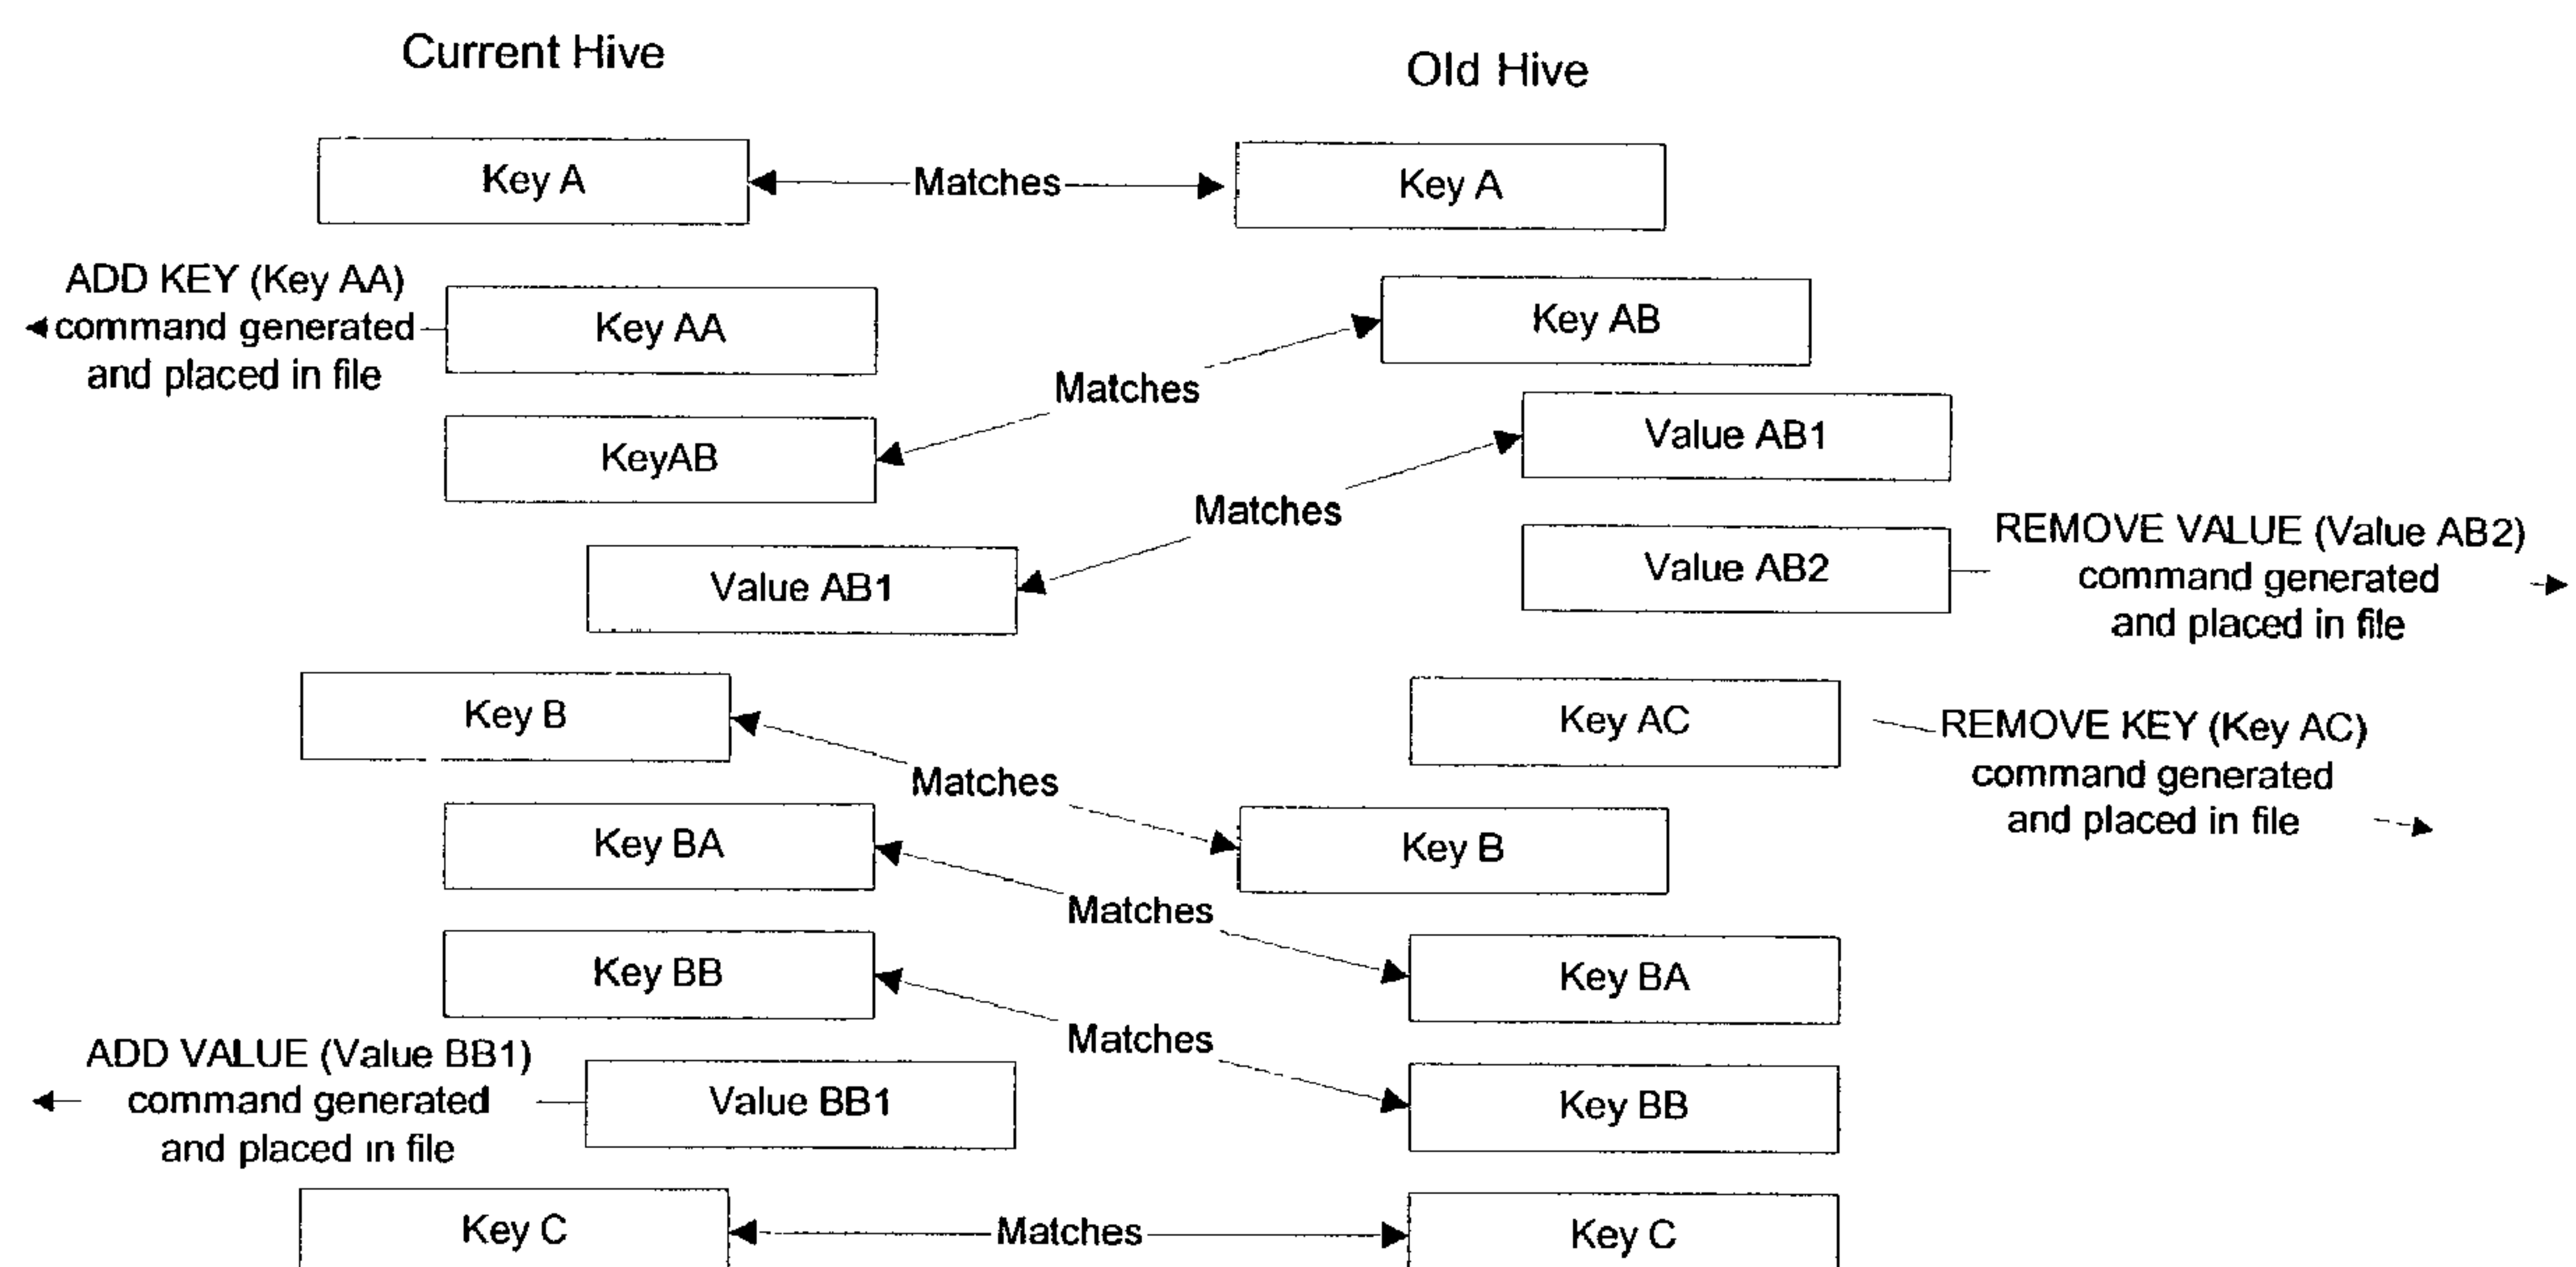 Current Hive
Old Hive
Key A
Matches
Key A
ADD KEY (Key AA)
command generated
and placed in file
Key AA
Key AB
Matches
KeyAB
Value AB1
Matches
Value AB1
Value AB2
REMOVE VALUE (Value AB2)
command generated
and placed in file
Key B
Key AC
REMOVE KEY (Key AC)
command generated
and placed in file
Matches
Key BA
Key B
Matches
Key BB
Key BA
Matches
ADD VALUE (Value BB1)
command generated
and placed in file
Value BB1
Key BB
Key C
Matches
Key C